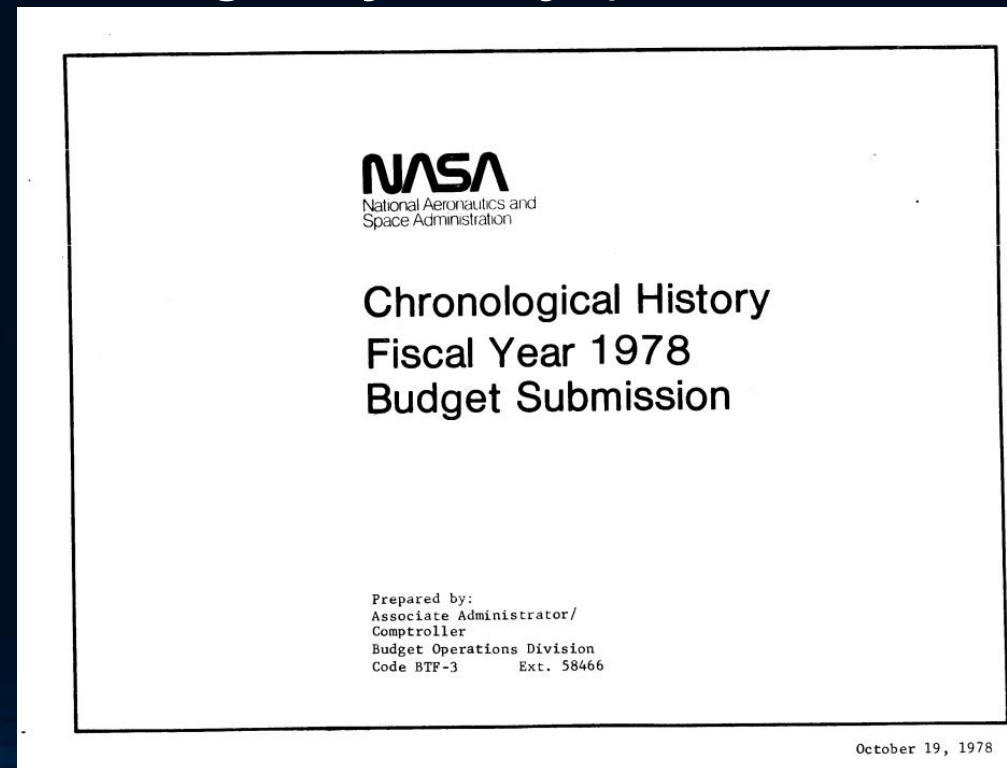 NASA
National Aeronautics and
Space Administration
Chronological History
Fiscal Year 1978
Budget Submission
Prepared by:
Associate Administrator/
Comptroller
Budget Operations Division
Code BTF-3 Ext. 58466
October 19, 1978